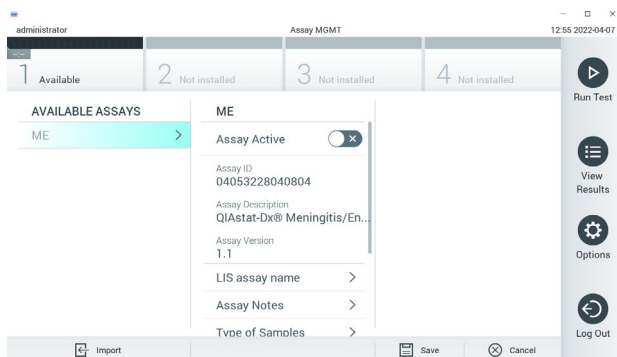 administrator
Assay MGMT
12:55 2022-04-07
--:--
1 Available
2 Not installed
3 Not installed
4 Not installed
Run Test
AVAILABLE ASSAYS
ME
ME
Assay Active
Assay ID
04053228040804
Assay Description
QIAstat-Dx® Meningitis/En...
Assay Version
1.1
LIS assay name
Assay Notes
Type of Samples
View
Results
Options
Log Out
Import
Save
Cancel